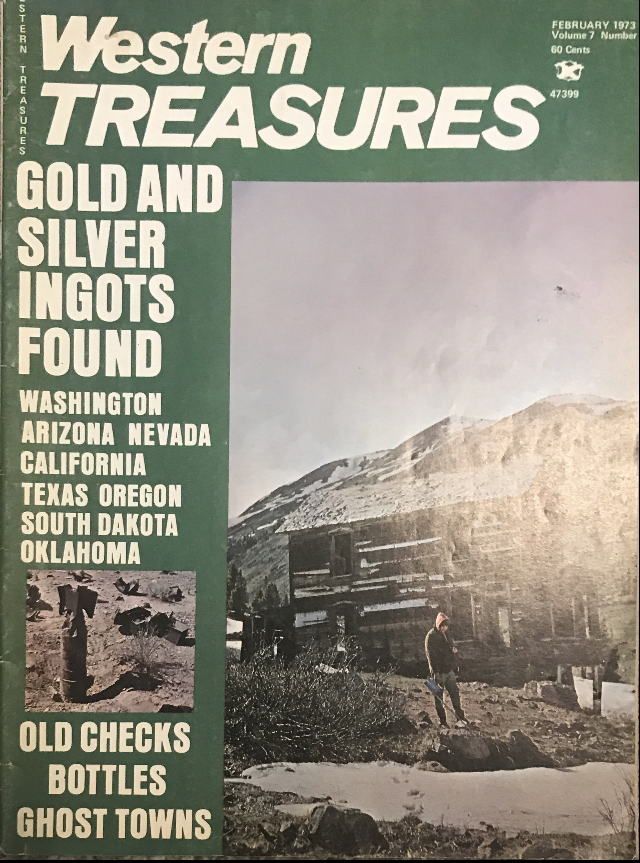 WESTERN TREASURES
Western
TREASURES
FEBRUARY 1973
Volume 7 Number
60 Cents
47399
GOLD AND
SILVER
INGOTS
FOUND
WASHINGTON
ARIZONA NEVADA
CALIFORNIA
TEXAS OREGON
SOUTH DAKOTA
OKLAHOMA
OLD CHECKS
BOTTLES
GHOST TOWNS